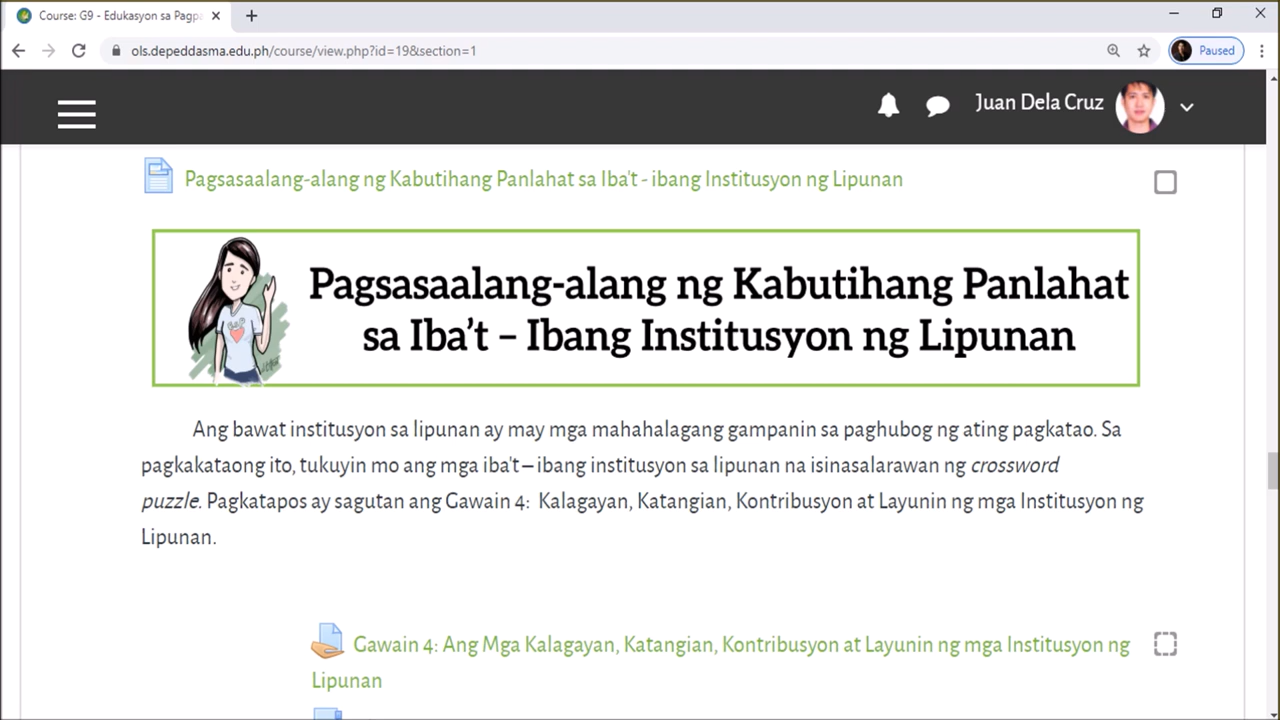 Course: G9 - Edukasyon sa Pagpa
ols.depeddasma.edu.ph/course/view.php?id=19&section=1
Paused
Juan Dela Cruz
Pagsasaalang-alang ng Kabutihang Panlahat sa Iba't - ibang Institusyon ng Lipunan
Pagsasaalang-alang ng Kabutihang Panlahat
sa Iba't – Ibang Institusyon ng Lipunan
Ang bawat institusyon sa lipunan ay may mga mahahalagang gampanin sa paghubog ng ating pagkatao. Sa
pagkakataong ito, tukuyin mo ang mga iba't – ibang institusyon sa lipunan na isinasalarawan ng crossword
puzzle. Pagkatapos ay sagutan ang Gawain 4: Kalagayan, Katangian, Kontribusyon at Layunin ng mga Institusyon ng
Lipunan.
Gawain 4: Ang Mga Kalagayan, Katangian, Kontribusyon at Layunin ng mga Institusyon ng
Lipunan